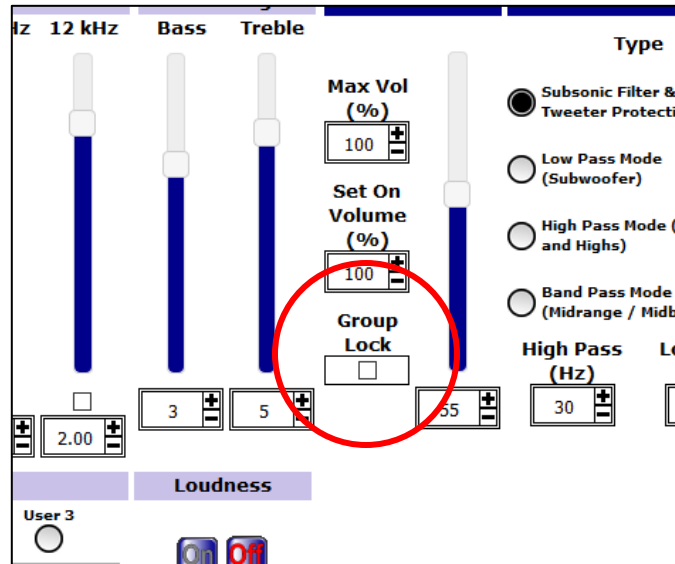 Hz 12 kHz Bass Treble
Type
Max Vol
(%)
100
Subsonic Filter &
Tweeter Protecti
Low Pass Mode
(Subwoofer)
Set On
Volume
(%)
100
High Pass Mode (
and Highs)
Band Pass Mode
(Midrange / Midb
Group
Lock
High Pass
(Hz)
30
2.00
3
5
55
Loudness
User 3
On Off